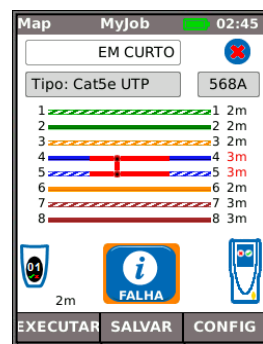 Map MyJob 02:45
EM CURTO
Tipo: Cat5e UTP 568A
1 1 2m
2 2 2m
3 3 2m
4 4 3m
5 5 3m
6 6 2m
7 7 3m
8 8 3m
01
2m
i
FALHA
EXECUTAR SALVAR CONFIG